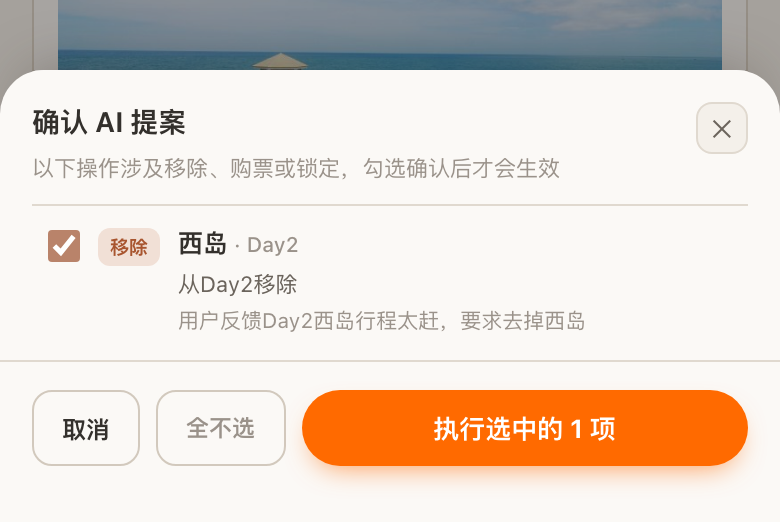 确认 AI 提案
以下操作涉及移除、购票或锁定，勾选确认后才会生效
移除 西岛 · Day2
从Day2移除
用户反馈Day2西岛行程太赶，要求去掉西岛
取消 全不选 执行选中的 1 项